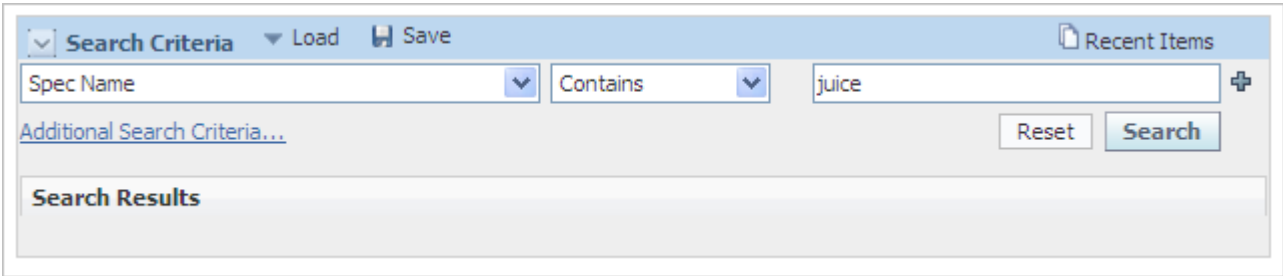 Search Criteria Load Save Recent Items
Spec Name Contains juice
Additional Search Criteria... Reset Search
Search Results